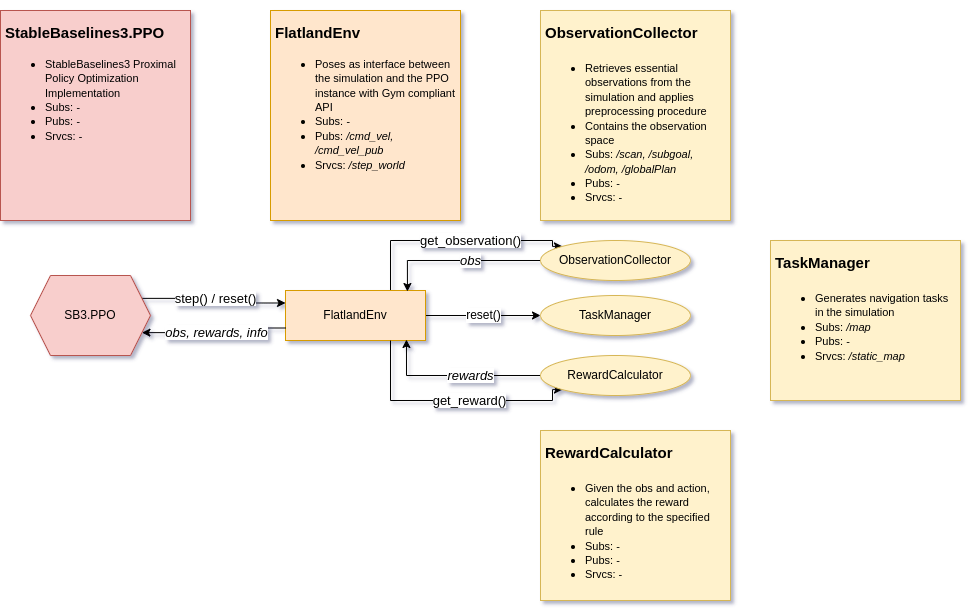 StableBaselines3.PPO
StableBaselines3 Proximal
Policy Optimization
Implementation
Subs: -
Pubs: -
Srvcs: -
FlatlandEnv
Poses as interface between
the simulation and the PPO
instance with Gym compliant
API
Subs: -
Pubs: /cmd_vel,
/cmd_vel_pub
Srvcs: /step_world
ObservationCollector
Retrieves essential
observations from the
simulation and applies
preprocessing procedure
Contains the observation
space
Subs: /scan, /subgoal,
/odom, /globalPlan
Pubs: -
Srvcs: -
get_observation()
obs
ObservationCollector
SB3.PPO
step() / reset()
obs, rewards, info
FlatlandEnv
reset()
TaskManager
rewards
RewardCalculator
get_reward()
TaskManager
Generates navigation tasks
in the simulation
Subs: /map
Pubs: -
Srvcs: /static_map
RewardCalculator
Given the obs and action,
calculates the reward
according to the specified
rule
Subs: -
Pubs: -
Srvcs: -